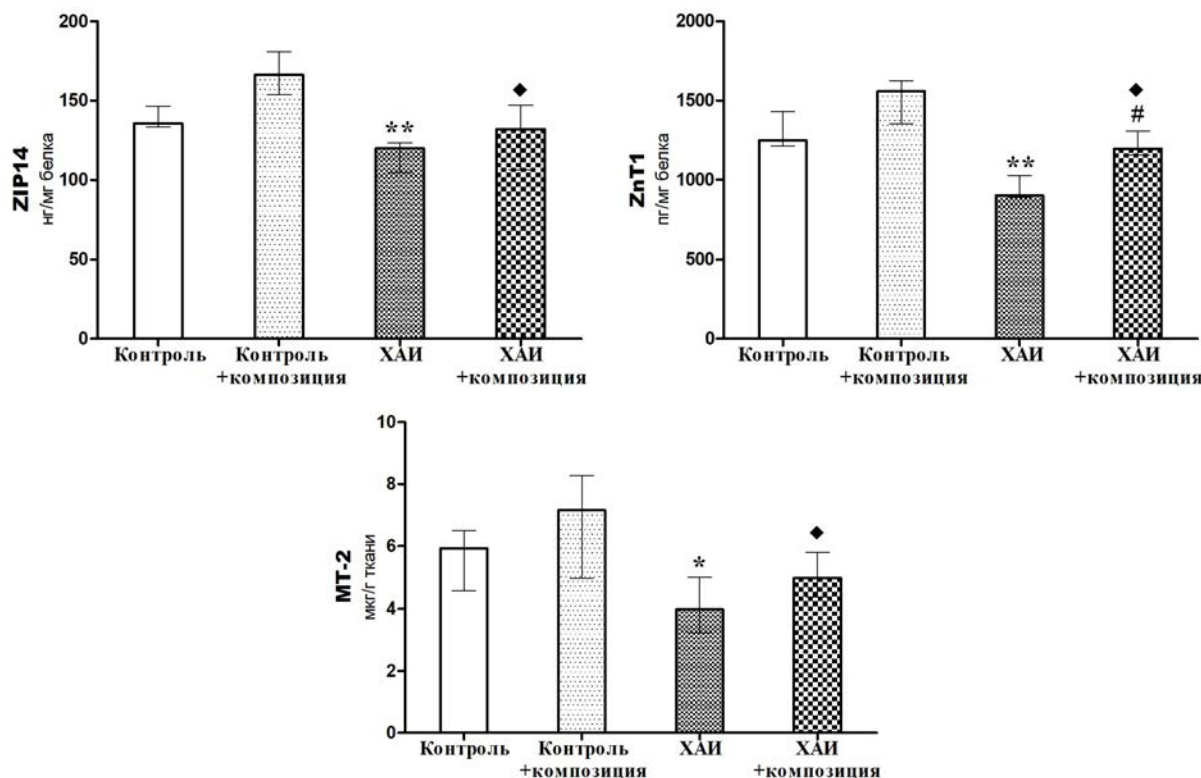 200
150
100
50
0
ZIP14
нг/мг белка
**
◆
Контроль
Контроль
+композиция
ХАИ
ХАИ
+композиция
2000
1500
1000
500
0
ZnT1
пг/мг белка
**
◆
#
Контроль
Контроль
+композиция
ХАИ
ХАИ
+композиция
10
8
6
4
2
0
МТ-2
мкг/г ткани
*
◆
Контроль
Контроль
+композиция
ХАИ
ХАИ
+композиция